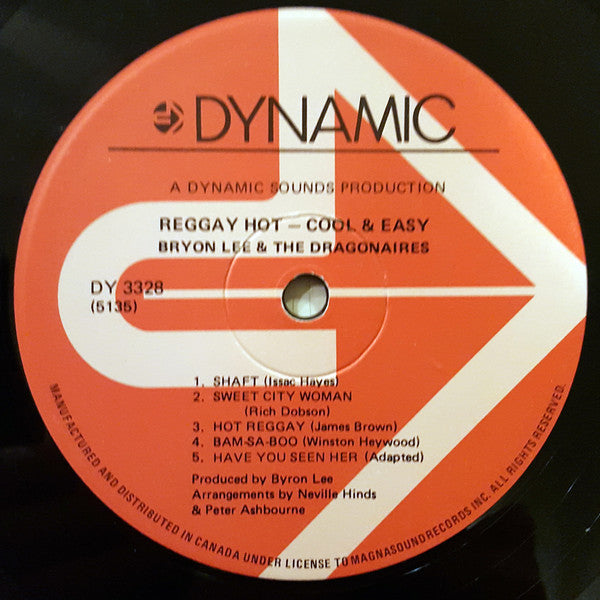 DYNAMIC
A DYNAMIC SOUNDS PRODUCTION
REGGAY HOT – COOL & EASY
BRYON LEE & THE DRAGONAIRES
DY 3328
(5135)
1. SHAFT (Issac Hayes)
2. SWEET CITY WOMAN
(Rich Dobson)
3. HOT REGGAY (James Brown)
4. BAM-SA-BOO (Winston Heywood)
5. HAVE YOU SEEN HER (Adapted)
Produced by Byron Lee
Arrangements by Neville Hinds
& Peter Ashbourne
MANUFACTURED AND DISTRIBUTED IN CANADA UNDER LICENSE TO MAGNASOUND RECORDS INC. ALL RIGHTS RESERVED.